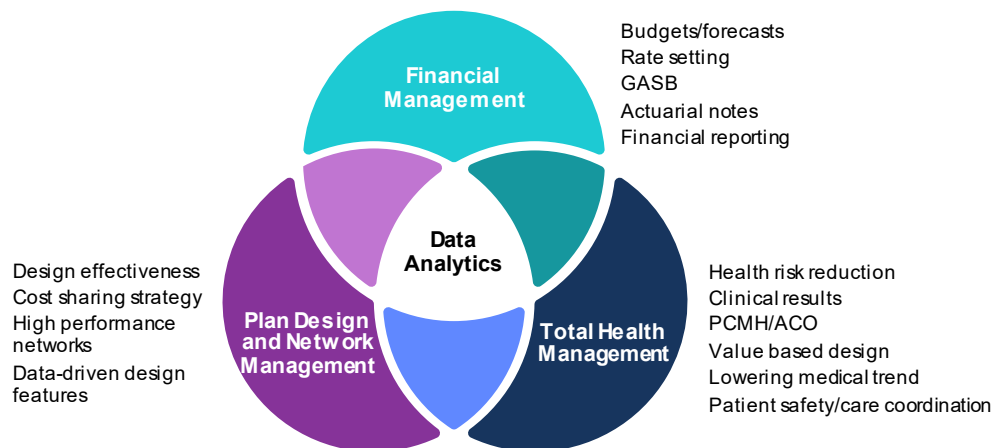 Budgets/forecasts
Rate setting
GASB
Actuarial notes
Financial reporting
Financial
Management
Data
Analytics
Design effectiveness
Cost sharing strategy
High performance
networks
Data-driven design
features
Plan Design
and Network
Management
Total Health
Management
Health risk reduction
Clinical results
PCMH/ACO
Value based design
Lowering medical trend
Patient safety/care coordination